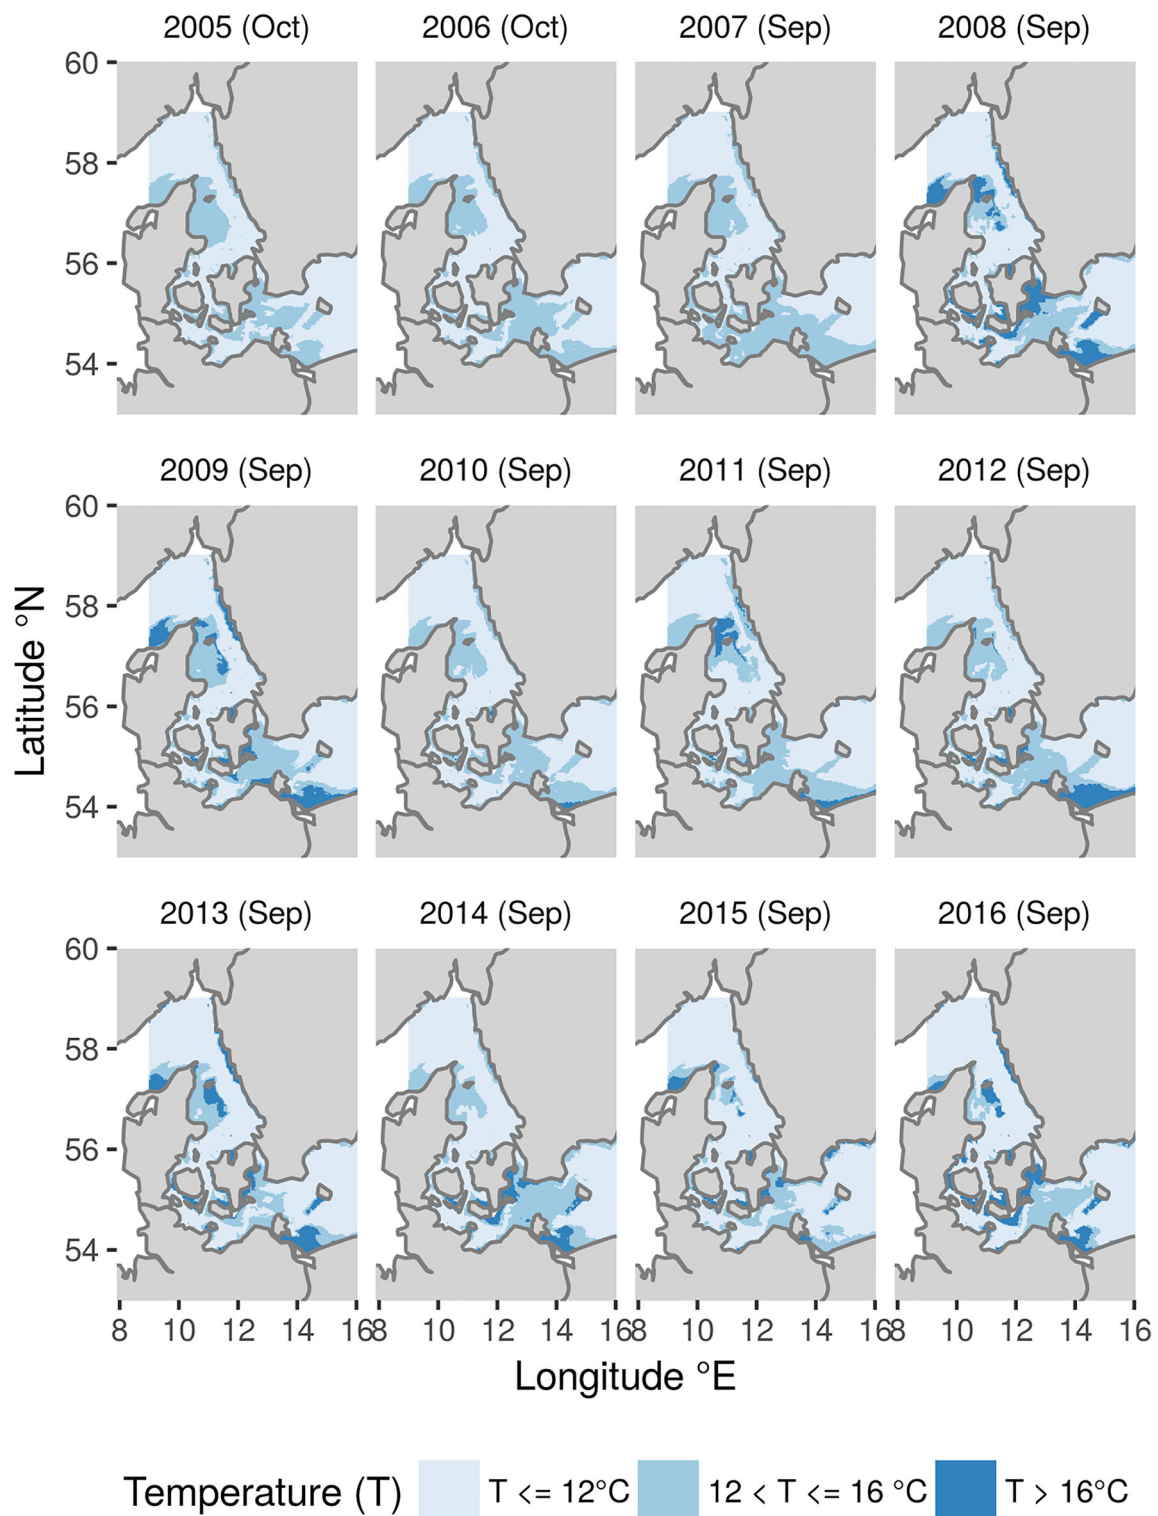 2005 (Oct) 2006 (Oct) 2007 (Sep) 2008 (Sep)
60
58
56
54
2009 (Sep) 2010 (Sep) 2011 (Sep) 2012 (Sep)
60
58
56
54
Latitude °N
2013 (Sep) 2014 (Sep) 2015 (Sep) 2016 (Sep)
60
58
56
54
8 10 12 14 16 8 10 12 14 16 8 10 12 14 16 8 10 12 14 16
Longitude °E
Temperature (T) T <= 12°C 12 < T <= 16 °C T > 16°C